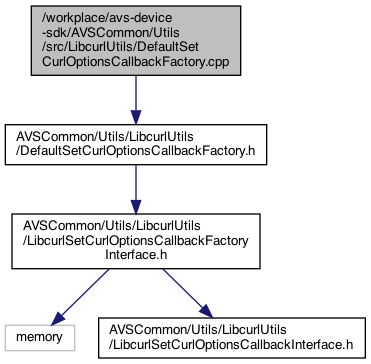 /workplace/avs-device
-sdk/AVSCommon/Utils
/src/LibcurlUtils/DefaultSet
CurlOptionsCallbackFactory.cpp
AVSCommon/Utils/LibcurlUtils
/DefaultSetCurlOptionsCallbackFactory.h
AVSCommon/Utils/LibcurlUtils
/LibcurlSetCurlOptionsCallbackFactory
Interface.h
memory
AVSCommon/Utils/LibcurlUtils
/LibcurlSetCurlOptionsCallbackInterface.h